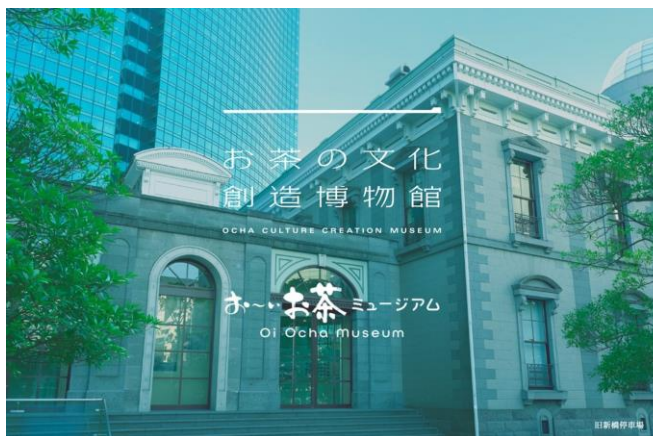 お茶の文化
創造博物館
OCHA CULTURE CREATION MUSEUM
お〜いお茶 ミュージアム
Oi Ocha museum
旧新橋停車場